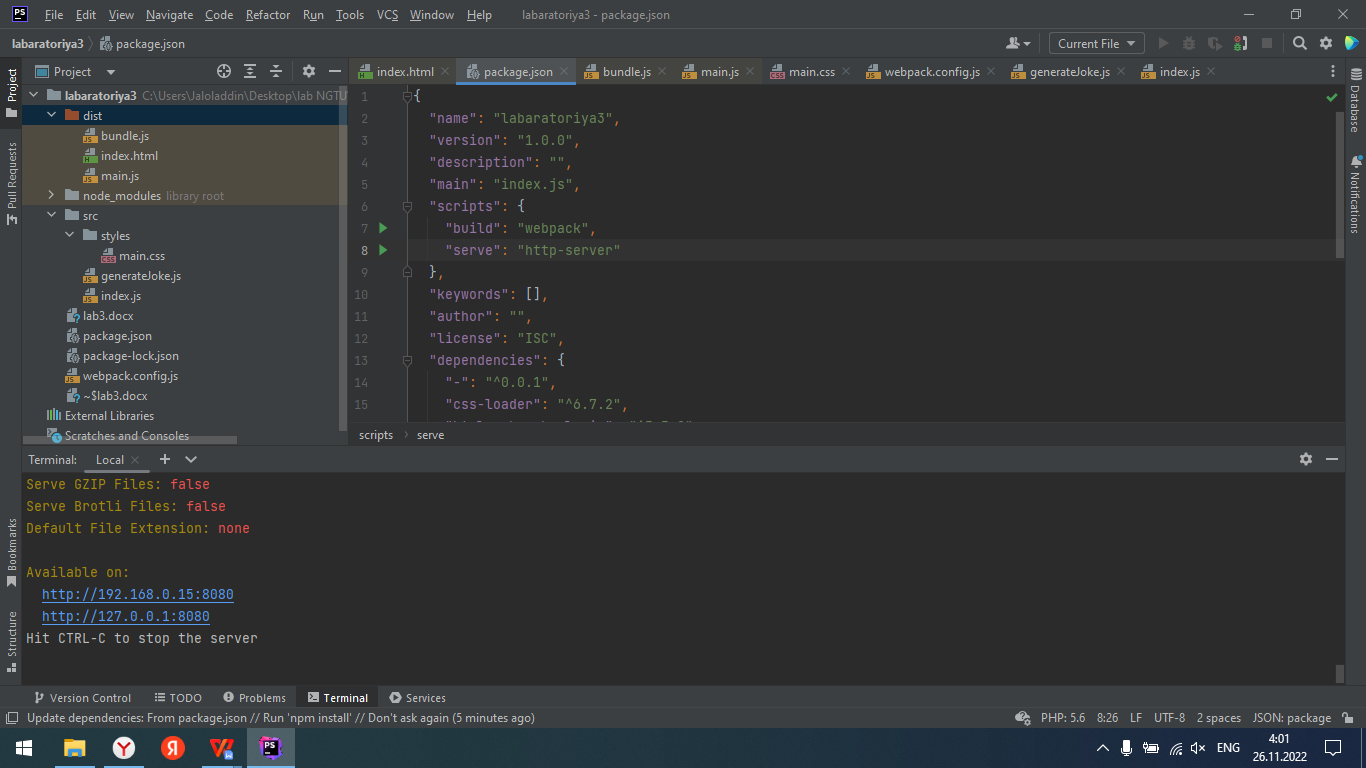 PS File Edit View Navigate Code Refactor Run Tools VCS Window Help labaratoriya3 - package.json
labaratoriya3 package.json Current File
Project
index.html package.json bundle.js main.js main.css webpack.config.js generateJoke.js index.js
labaratoriya3 C:\Users\Jaloladdin\Desktop\lab NGTU
dist
bundle.js
index.html
main.js
node_modules library root
src
styles
main.css
generateJoke.js
index.js
lab3.docx
package.json
package-lock.json
webpack.config.js
~$lab3.docx
External Libraries
Scratches and Consoles
1 {
2 "name": "labaratoriya3",
3 "version": "1.0.0",
4 "description": "",
5 "main": "index.js",
6 "scripts": {
7 "build": "webpack",
8 "serve": "http-server"
9 },
10 "keywords": [],
11 "author": "",
12 "license": "ISC",
13 "dependencies": {
14 "-": "^0.0.1",
15 "css-loader": "^6.7.2",
scripts serve
Project
Pull Requests
Bookmarks
Structure
Database
Notifications
Terminal: Local
Serve GZIP Files: false
Serve Brotli Files: false
Default File Extension: none
Available on:
http://192.168.0.15:8080
http://127.0.0.1:8080
Hit CTRL-C to stop the server
Version Control TODO Problems Terminal Services
Update dependencies: From package.json // Run 'npm install' // Don't ask again (5 minutes ago) PHP: 5.6 8:26 LF UTF-8 2 spaces JSON: package
Y Я W PS ENG 4:01
26.11.2022